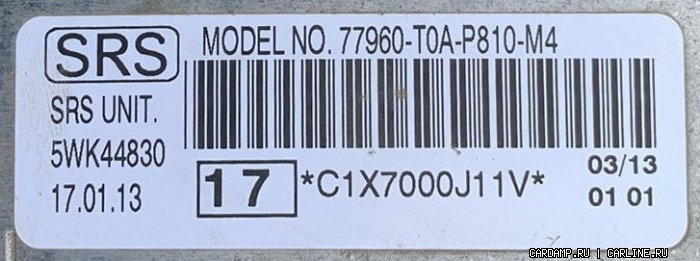 SRS
MODEL NO. 77960-T0A-P810-M4
SRS UNIT.
5WK44830
17.01.13
17
*C1X7000J11V*
03/13
01 01
CARDAMP.RU | CARLINE.RU